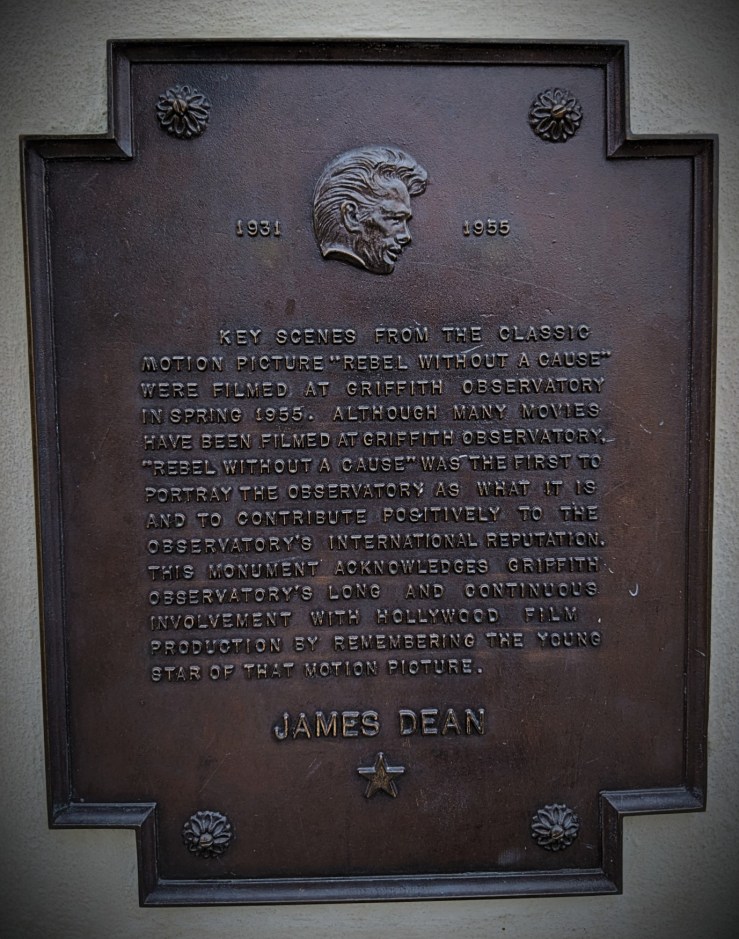 1931 1955
KEY SCENES FROM THE CLASSIC
MOTION PICTURE "REBEL WITHOUT A CAUSE"
WERE FILMED AT GRIFFITH OBSERVATORY
IN SPRING 1955. ALTHOUGH MANY MOVIES
HAVE BEEN FILMED AT GRIFFITH OBSERVATORY,
"REBEL WITHOUT A CAUSE" WAS THE FIRST TO
PORTRAY THE OBSERVATORY AS WHAT IT IS
AND TO CONTRIBUTE POSITIVELY TO THE
OBSERVATORY'S INTERNATIONAL REPUTATION.
THIS MONUMENT ACKNOWLEDGES GRIFFITH
OBSERVATORY'S LONG AND CONTINUOUS
INVOLVEMENT WITH HOLLYWOOD FILM
PRODUCTION BY REMEMBERING THE YOUNG
STAR OF THAT MOTION PICTURE.
JAMES DEAN